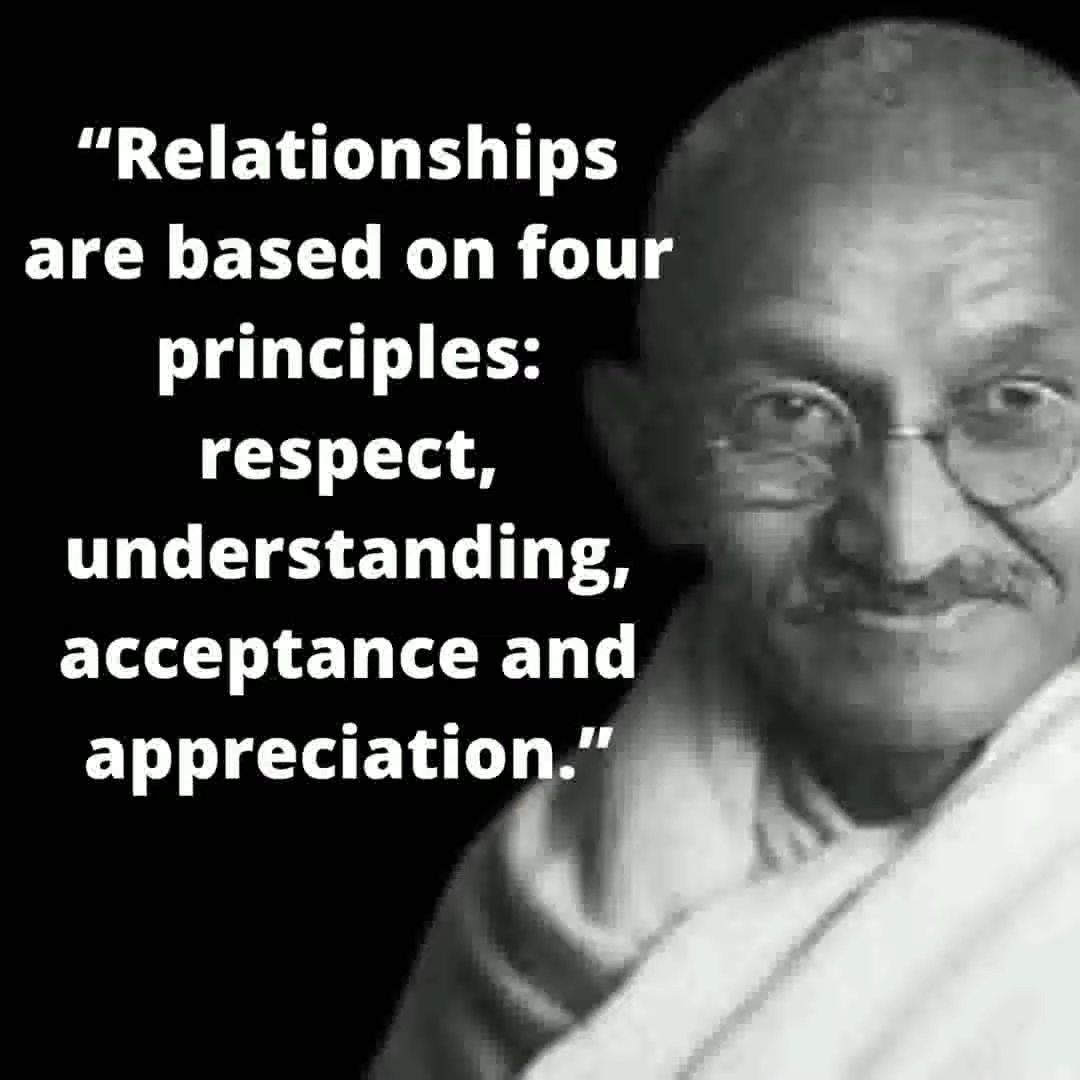 “Relationships
are based on four
principles:
respect,
understanding,
acceptance and
appreciation.”